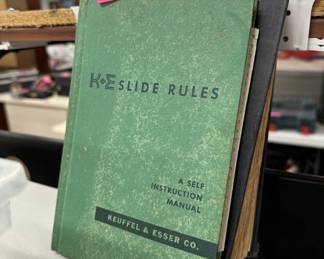 K+E SLIDE RULES
A SELF
INSTRUCTION
MANUAL
KEUFFEL & ESSER CO.